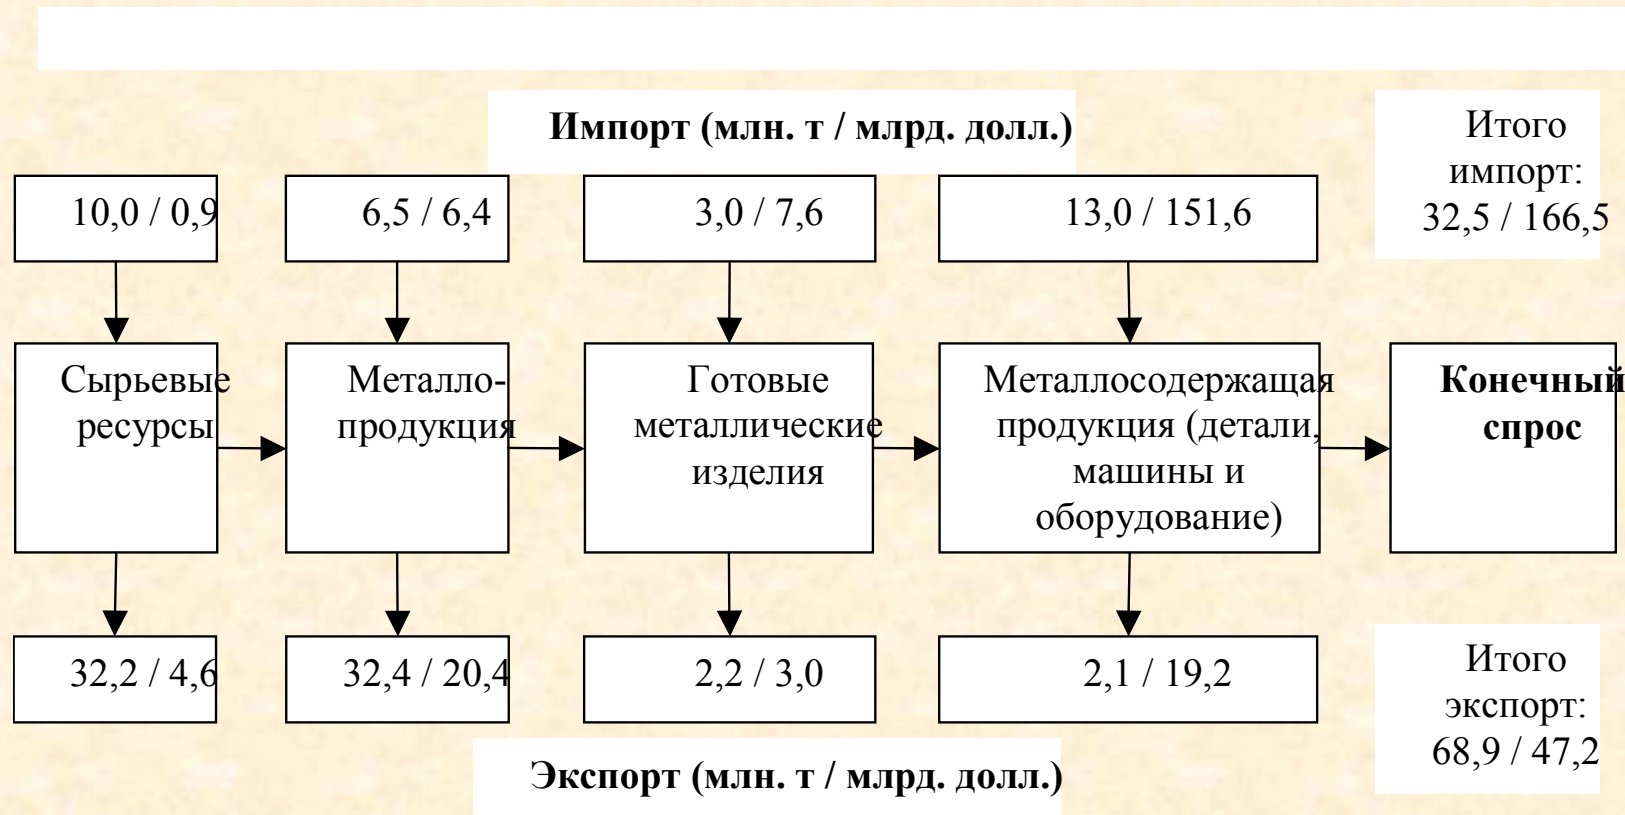 Импорт (млн. т / млрд. долл.)
Итого
импорт:
32,5 / 166,5
10,0 / 0,9
6,5 / 6,4
3,0 / 7,6
13,0 / 151,6
Сырьевые
ресурсы
Металло-
продукция
Готовые
металлические
изделия
Металлосодержащая
продукция (детали,
машины и
оборудование)
Конечный
спрос
32,2 / 4,6
32,4 / 20,4
2,2 / 3,0
2,1 / 19,2
Итого
экспорт:
68,9 / 47,2
Экспорт (млн. т / млрд. долл.)